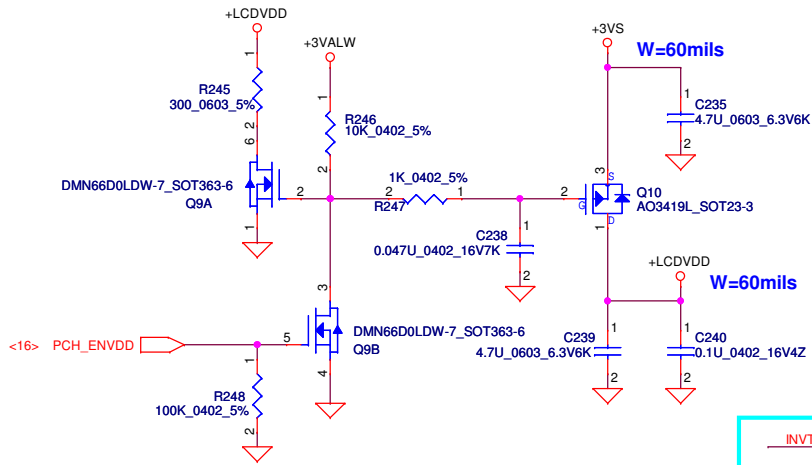 +LCDVDD
+3VALW
+3VS
W=60mils
1
R245
300_0603_5%
2
6
1
R246
10K_0402_5%
2
1
C235
4.7U_0603_6.3V6K
2
DMN66D0LDW-7_SOT363-6
Q9A
2
1
1K_0402_5%
2
1
R247
2
3
S
G
D
1
Q10
AO3419L_SOT23-3
1
C238
0.047U_0402_16V7K
2
+LCDVDD
W=60mils
<16>
PCH_ENVDD
5
3
4
DMN66D0LDW-7_SOT363-6
Q9B
1
C239
4.7U_0603_6.3V6K
2
1
C240
0.1U_0402_16V4Z
2
1
R248
100K_0402_5%
2
INVT